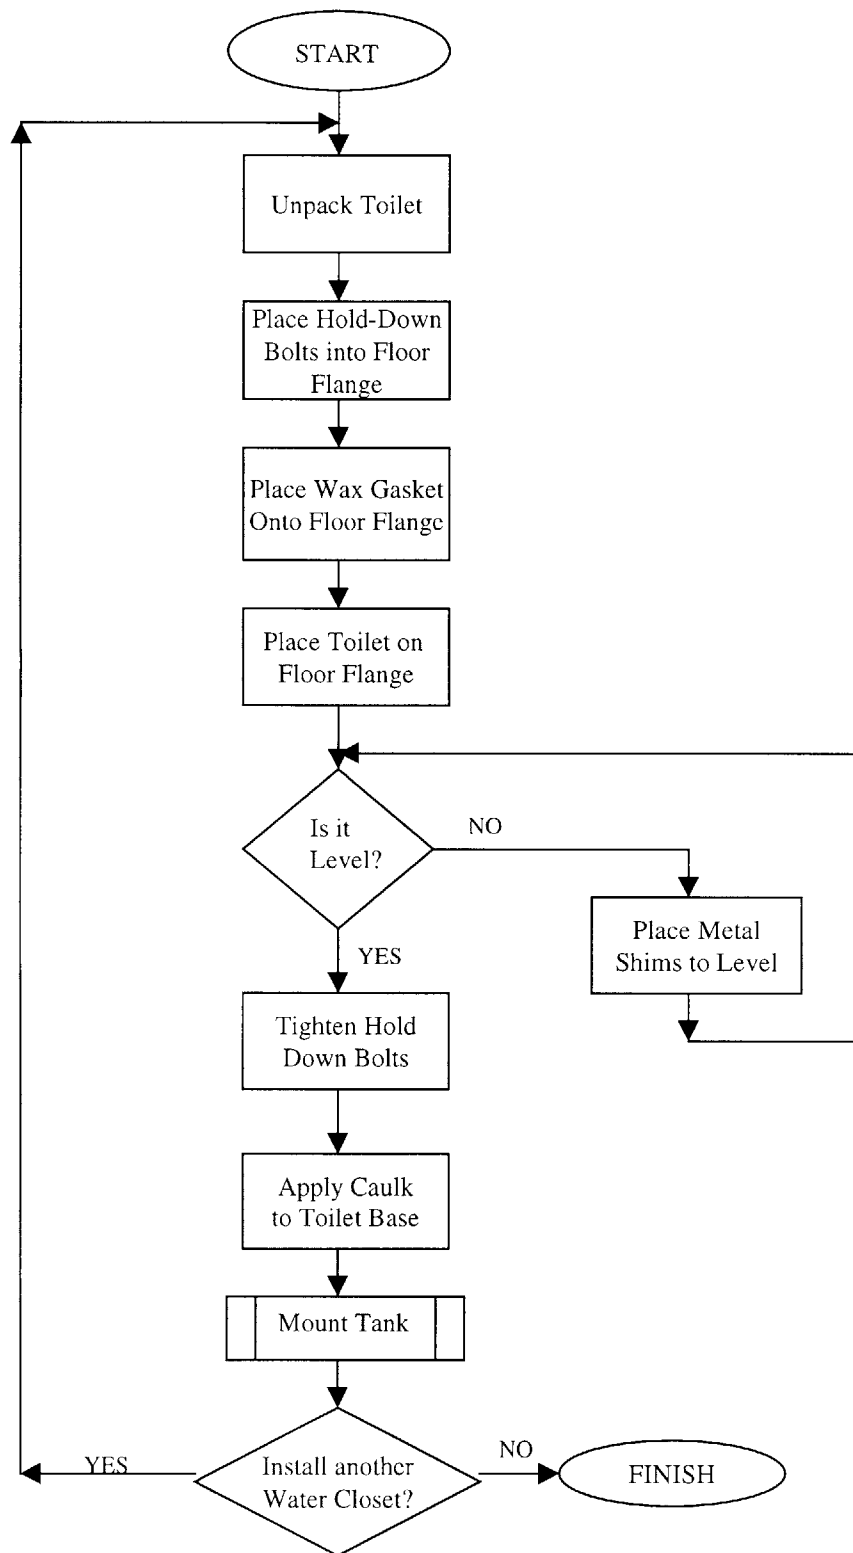 START
Unpack Toilet
Place Hold-Down
Bolts into Floor
Flange
Place Wax Gasket
Onto Floor Flange
Place Toilet on
Floor Flange
Is it
Level?
NO
Place Metal
Shims to Level
YES
Tighten Hold
Down Bolts
Apply Caulk
to Toilet Base
Mount Tank
Install another
Water Closet?
YES
NO
FINISH